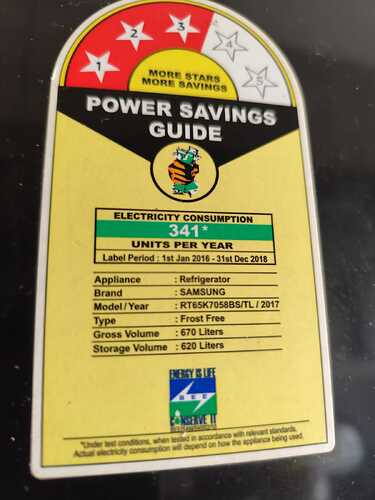 1 2 3 4 5
MORE STARS
MORE SAVINGS
POWER SAVINGS
GUIDE
ELECTRICITY CONSUMPTION
341*
UNITS PER YEAR
Label Period : 1st Jan 2016 - 31st Dec 2018
Appliance : Refrigerator
Brand : SAMSUNG
Model / Year : RT65K7058BS/TL / 2017
Type : Frost Free
Gross Volume : 670 Liters
Storage Volume : 620 Liters
ENERGY IS LIFE
BEE
CONSERVE IT
*Under test conditions, when tested in accordance with relevant standards.
Actual electricity consumption will depend on how the appliance being used.